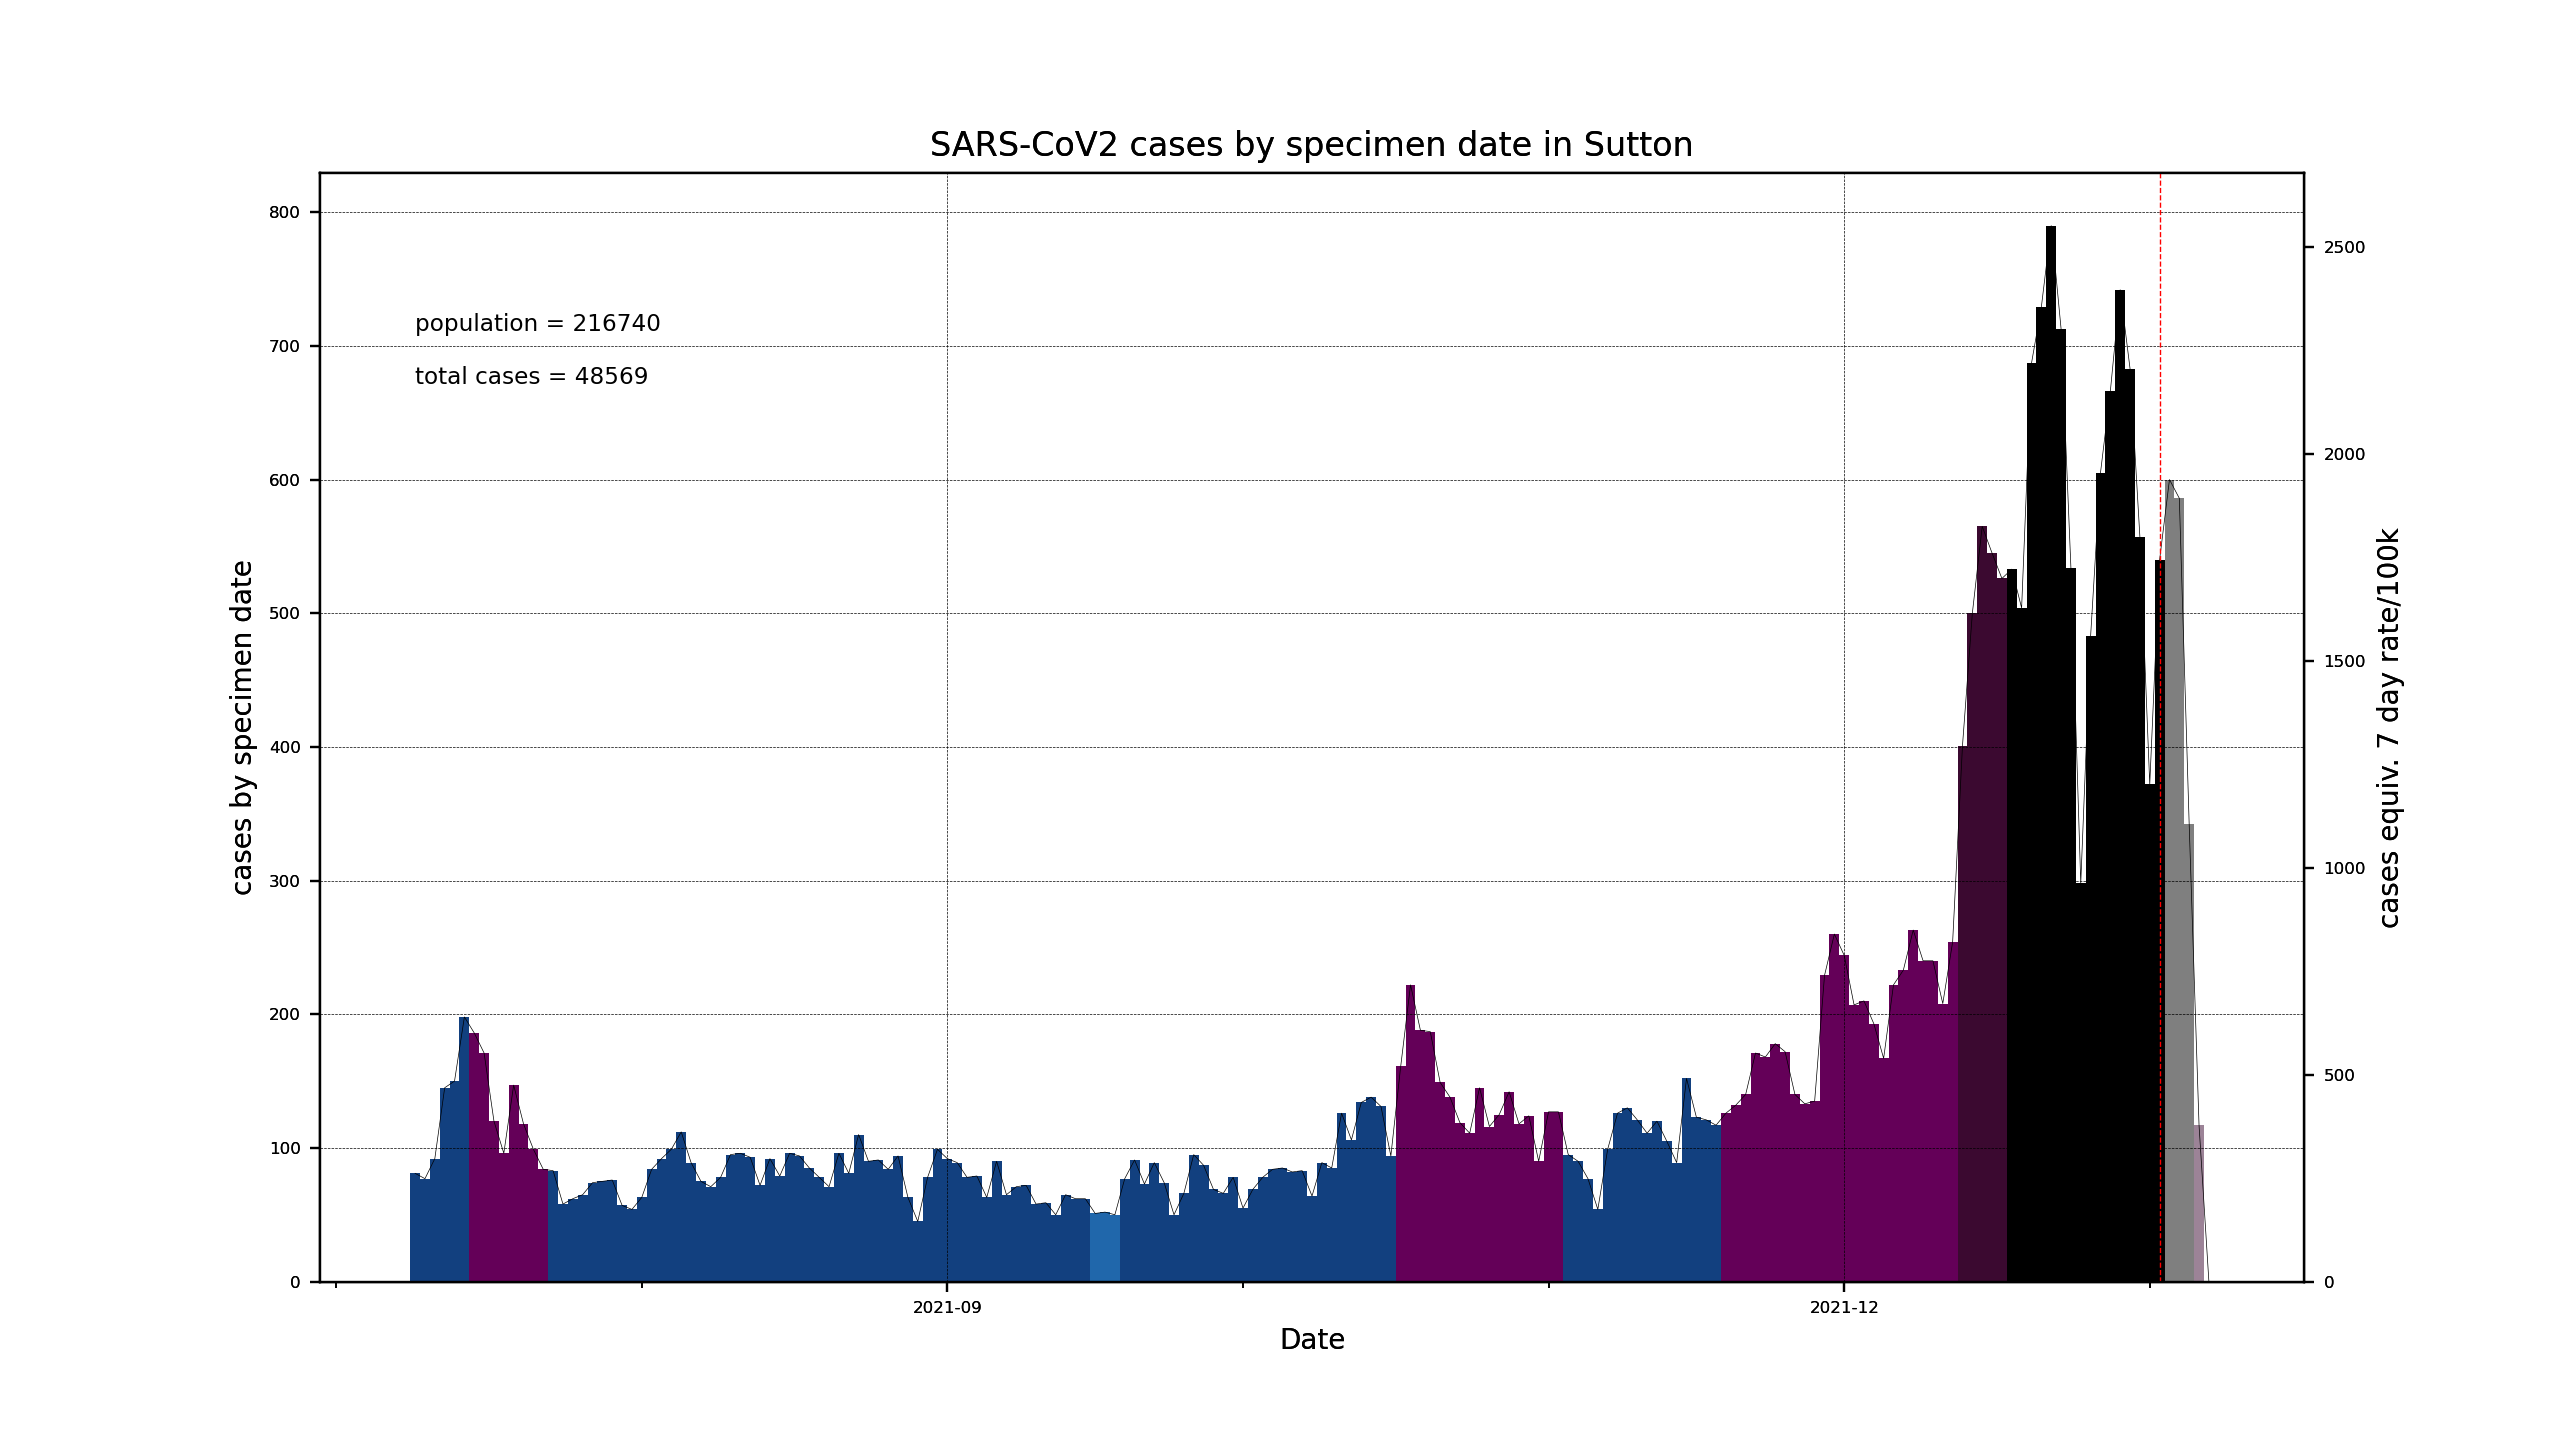 SARS-CoV2 cases by specimen date in Sutton
population = 216740
total cases = 48569
cases by specimen date
800
700
600
500
400
300
200
100
0
2500
2000
1500
1000
500
0
cases equiv. 7 day rate/100k
2021-09
2021-12
Date